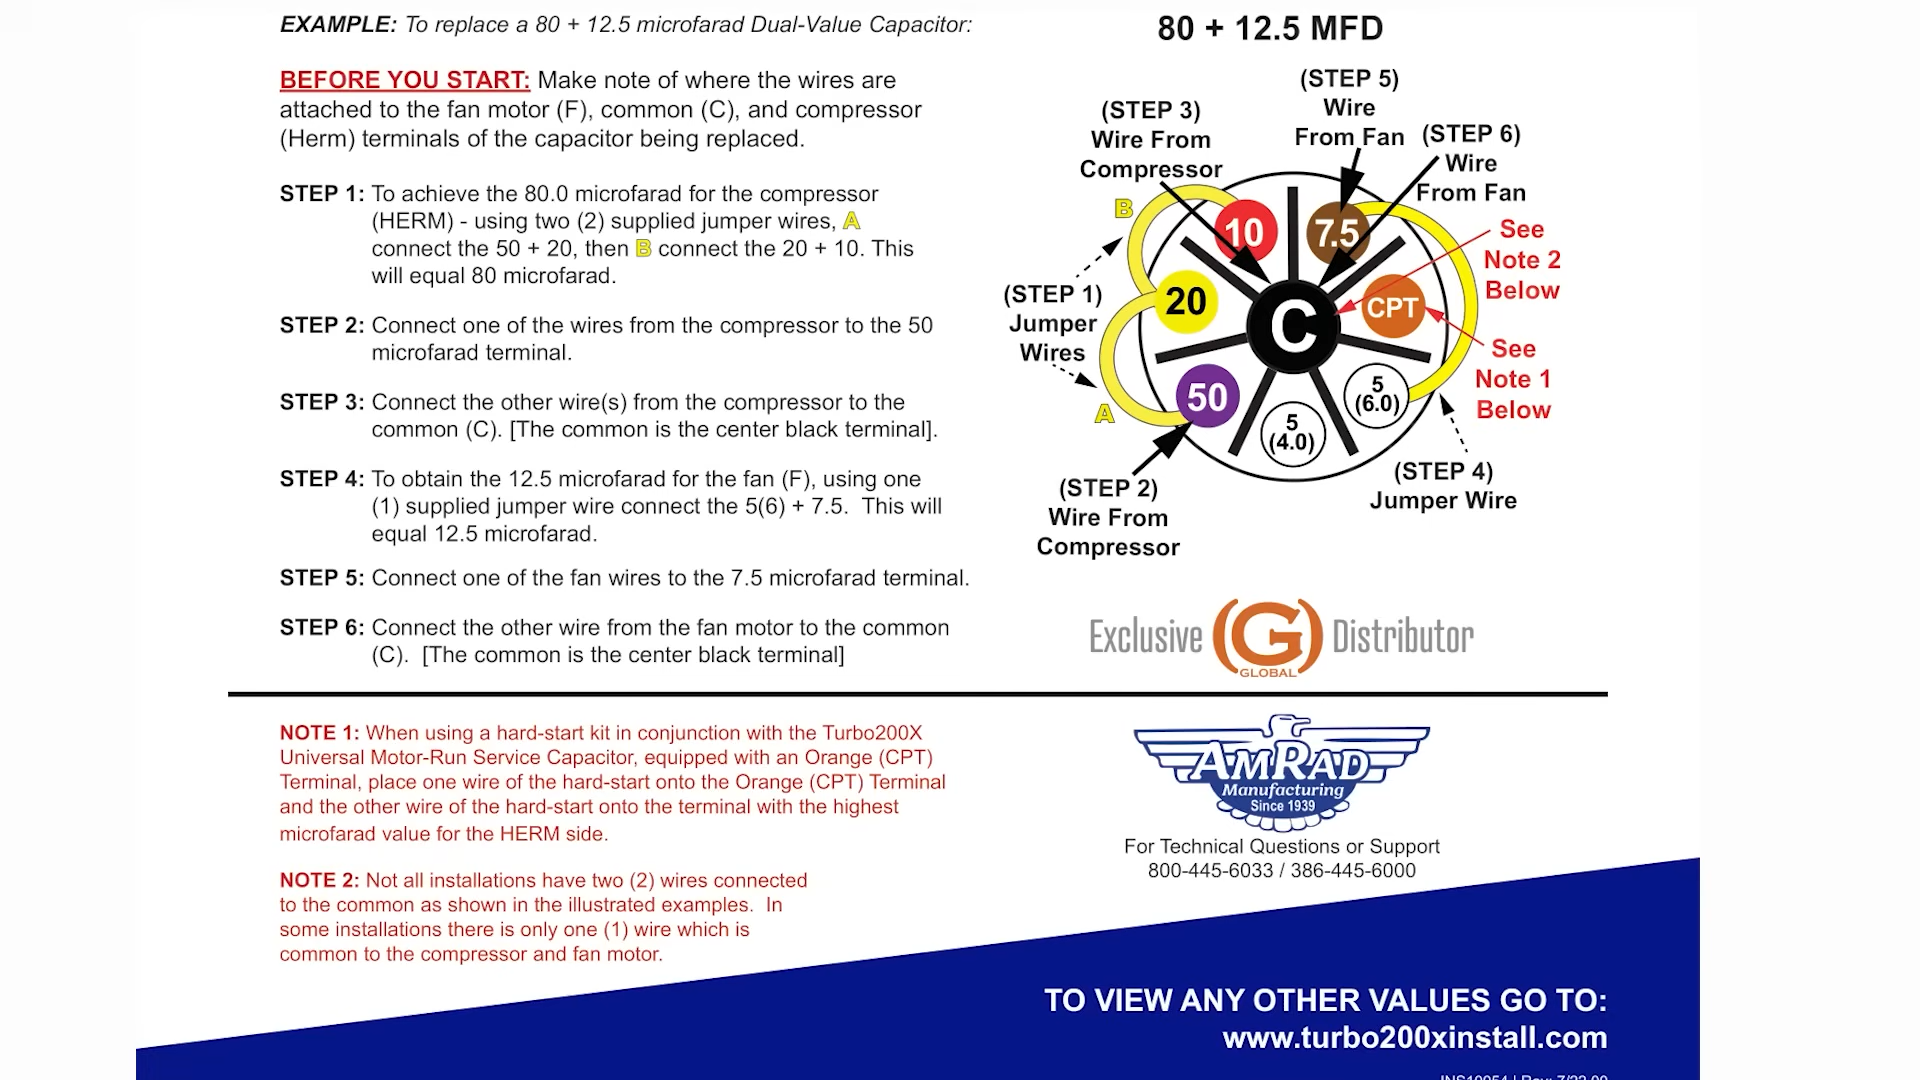 EXAMPLE: To replace a 80 + 12.5 microfarad Dual-Value Capacitor:
BEFORE YOU START: Make note of where the wires are
attached to the fan motor (F), common (C), and compressor
(Herm) terminals of the capacitor being replaced.
STEP 1: To achieve the 80.0 microfarad for the compressor
(HERM) - using two (2) supplied jumper wires, A
connect the 50 + 20, then B connect the 20 + 10. This
will equal 80 microfarad.
STEP 2: Connect one of the wires from the compressor to the 50
microfarad terminal.
STEP 3: Connect the other wire(s) from the compressor to the
common (C). [The common is the center black terminal].
STEP 4: To obtain the 12.5 microfarad for the fan (F), using one
(1) supplied jumper wire connect the 5(6) + 7.5. This will
equal 12.5 microfarad.
STEP 5: Connect one of the fan wires to the 7.5 microfarad terminal.
STEP 6: Connect the other wire from the fan motor to the common
(C). [The common is the center black terminal]
80 + 12.5 MFD
(STEP 5)
Wire
From Fan
(STEP 3)
Wire From
Compressor
(STEP 6)
Wire
From Fan
B
10
7.5
See
Note 2
Below
(STEP 1)
Jumper
Wires
20
C
CPT
See
Note 1
Below
A
50
5
(4.0)
5
(6.0)
(STEP 4)
Jumper Wire
(STEP 2)
Wire From
Compressor
Exclusive G Distributor
GLOBAL
NOTE 1: When using a hard-start kit in conjunction with the Turbo200X
Universal Motor-Run Service Capacitor, equipped with an Orange (CPT)
Terminal, place one wire of the hard-start onto the Orange (CPT) Terminal
and the other wire of the hard-start onto the terminal with the highest
microfarad value for the HERM side.
NOTE 2: Not all installations have two (2) wires connected
to the common as shown in the illustrated examples. In
some installations there is only one (1) wire which is
common to the compressor and fan motor.
AMRAD
Manufacturing
Since 1939
For Technical Questions or Support
800-445-6033 / 386-445-6000
TO VIEW ANY OTHER VALUES GO TO:
www.turbo200xinstall.com